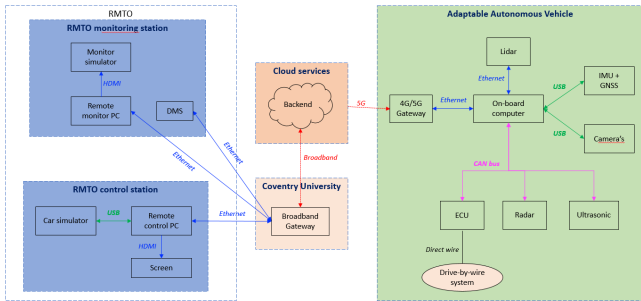 RMTO
RMTO monitoring station
Monitor
simulator
HDMI
Remote
monitor PC
DMS
Ethernet
Ethernet
RMTO control station
Car simulator
USB
Remote
control PC
HDMI
Screen
Ethernet
Cloud services
Backend
5G
Broadband
Coventry University
Broadband
Gateway
Adaptable Autonomous Vehicle
Lidar
Ethernet
4G/5G
Gateway
Ethernet
On-board
computer
USB
IMU +
GNSS
USB
Camera's
CAN bus
ECU
Radar
Ultrasonic
Direct wire
Drive-by-wire
system